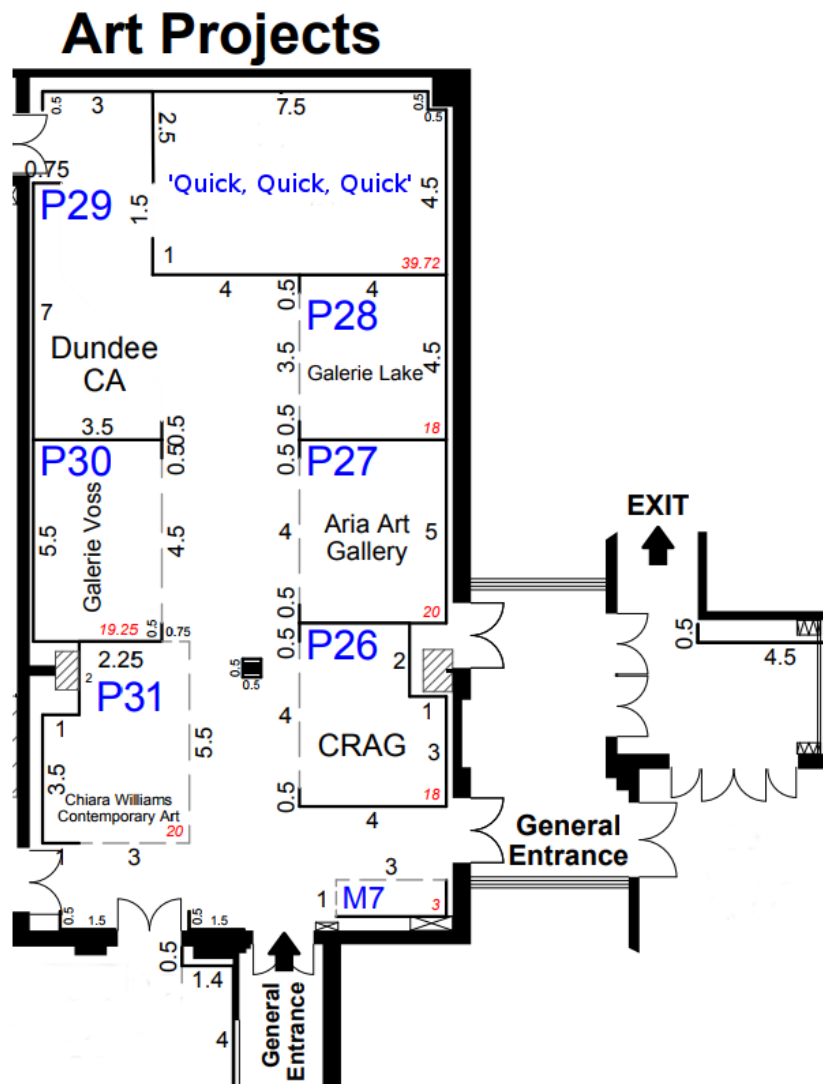 Art Projects
0.5
3
7.5
0.5
0.5
2.5
0.75
'Quick, Quick, Quick'
P29
1.5
4.5
1
39.72
4
0.5
4
P28
7
3.5
Galerie Lake
4.5
Dundee
CA
3.5
0.5
0.5
18
P30
0.5
0.5
P27
Galerie Voss
5.5
4.5
4
Aria Art
Gallery
5
EXIT
19.25
0.5
0.75
0.5
20
0.5
P26
2.25
2
2
0.5
0.5
0.5
4.5
P31
1
5.5
4
CRAG
1
3
3.5
Chiara Williams
Contemporary Art
20
0.5
18
4
General
Entrance
1
3
3
1
M7
3
0.5
1.5
0.5
1.5
0.5
1.4
4
General
Entrance